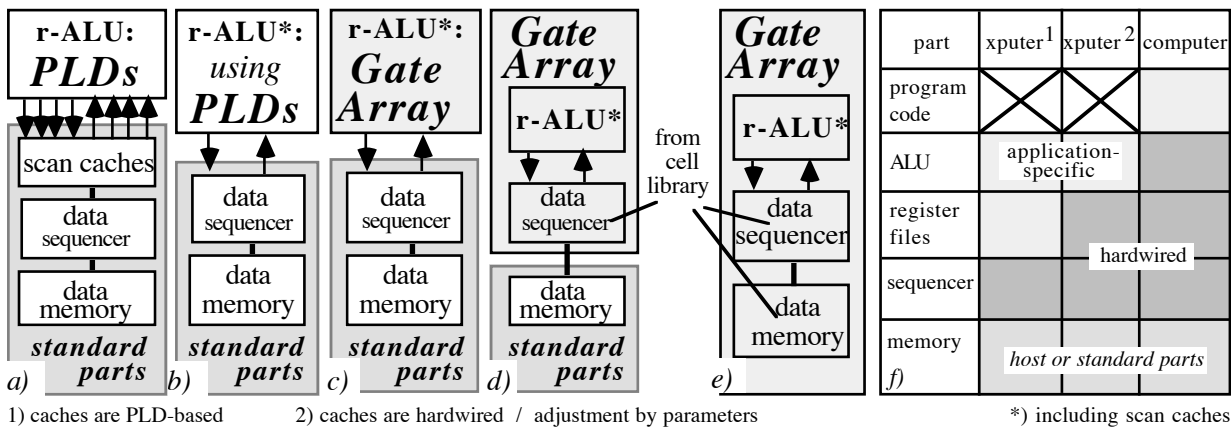 r-ALU:
PLDs
scan caches
data
sequencer
data
memory
standard
parts
a)
r-ALU*:
using
PLDs
data
sequencer
data
memory
standard
parts
b)
r-ALU*:
Gate
Array
data
sequencer
data
memory
standard
parts
c)
Gate
Array
r-ALU*
data
sequencer
data
memory
standard
parts
d)
from
cell
library
Gate
Array
r-ALU*
data
sequencer
data
memory
e)
part xputer1 xputer2 computer
program
code
ALU
application-
specific
register
files
hardwired
sequencer
memory
host or standard parts
f)
1) caches are PLD-based 2) caches are hardwired / adjustment by parameters *) including scan caches